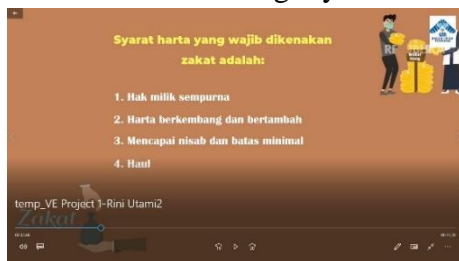 Syarat harta yang wajib dikenakan
zakat adalah:
1. Hak milik sempurna
2. Harta berkembang dan bertambah
3. Mencapai nisab dan batas minimal
4. Haul
temp_VE Project 1-Rini Utami2
Zakat